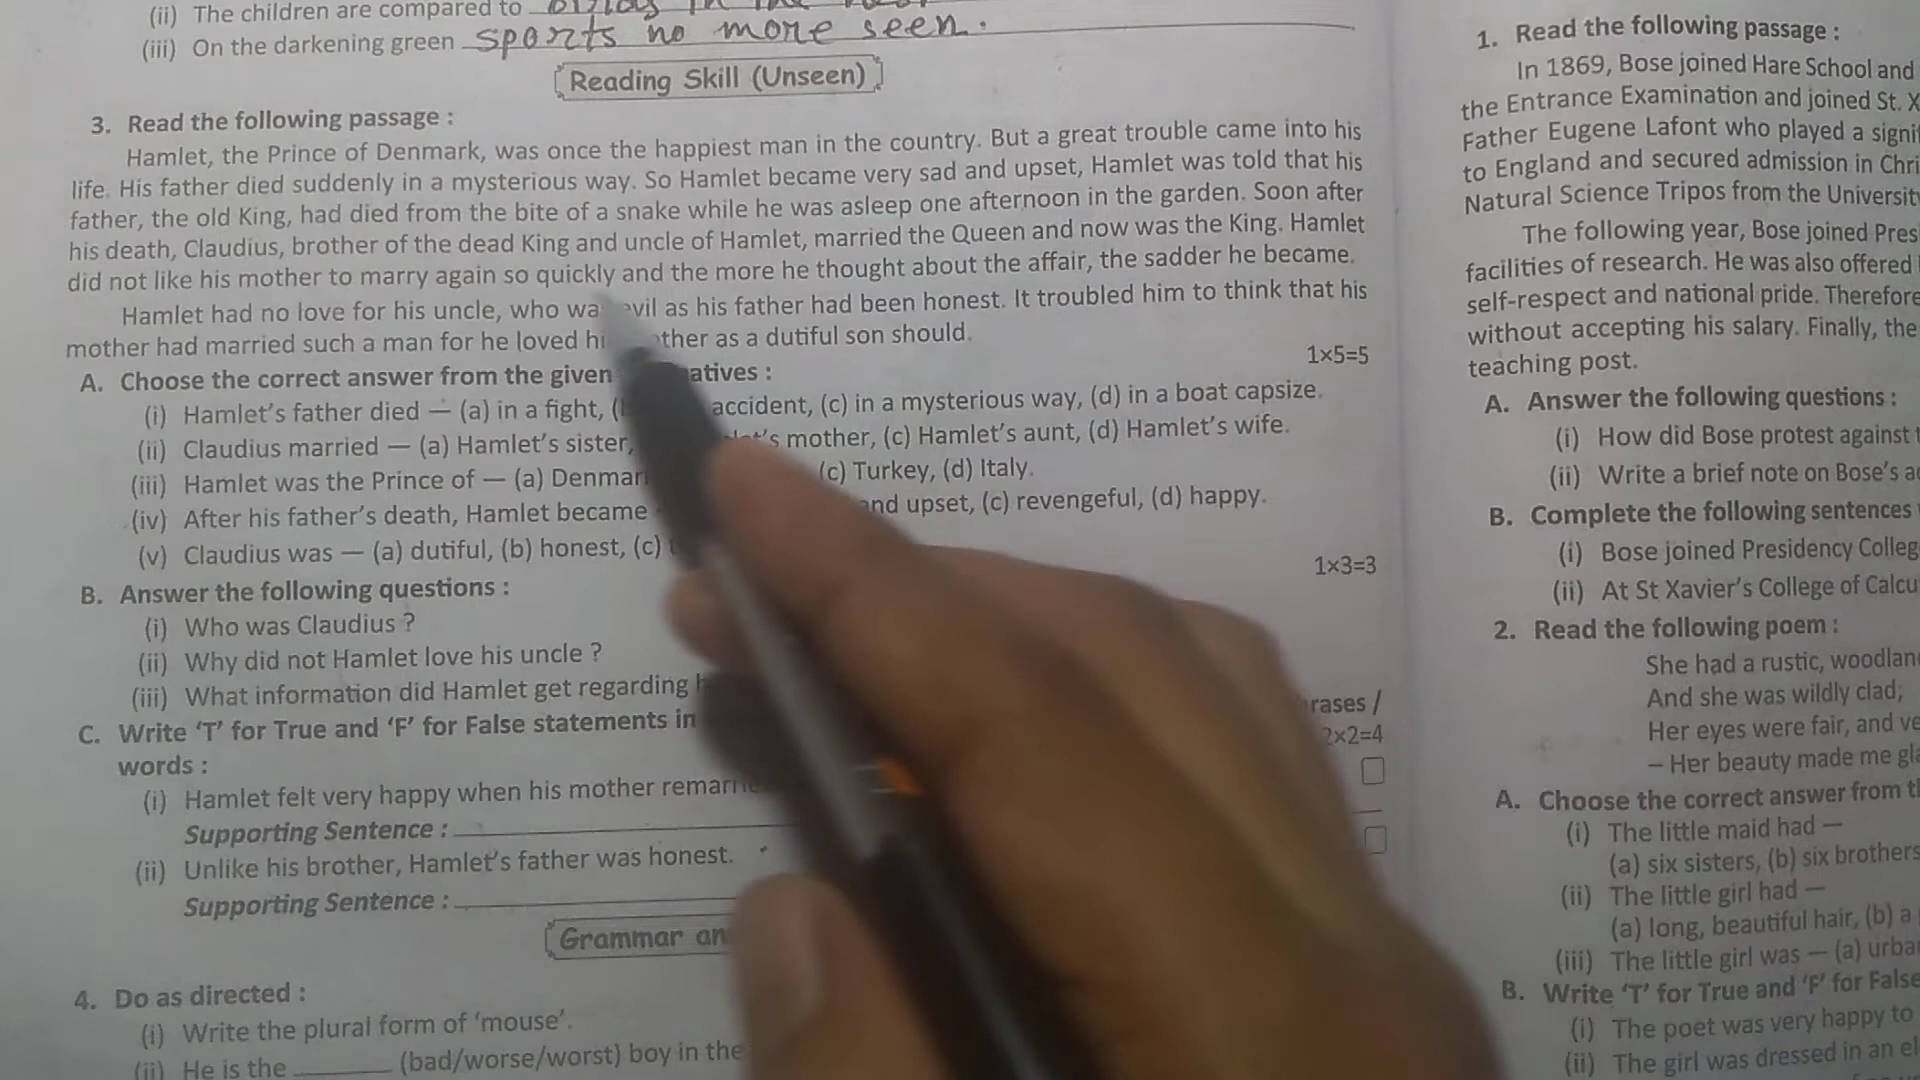 (ii) The children are compared to
(iii) On the darkening green sports no more seen.
Reading Skill (Unseen)
3. Read the following passage :
Hamlet, the Prince of Denmark, was once the happiest man in the country. But a great trouble came into his
life. His father died suddenly in a mysterious way. So Hamlet became very sad and upset, Hamlet was told that his
father, the old King, had died from the bite of a snake while he was asleep one afternoon in the garden. Soon after
his death, Claudius, brother of the dead King and uncle of Hamlet, married the Queen and now was the King. Hamlet
did not like his mother to marry again so quickly and the more he thought about the affair, the sadder he became.
Hamlet had no love for his uncle, who was evil as his father had been honest. It troubled him to think that his
mother had married such a man for he loved as a dutiful son should.
A. Choose the correct answer from the given : 1×5=5
(i) Hamlet's father died — (a) in a fight, accident, (c) in a mysterious way, (d) in a boat capsize.
(ii) Claudius married — (a) Hamlet's sister, mother, (c) Hamlet's aunt, (d) Hamlet's wife.
(iii) Hamlet was the Prince of — (a) Denmark (c) Turkey, (d) Italy.
(iv) After his father's death, Hamlet became and upset, (c) revengeful, (d) happy.
(v) Claudius was — (a) dutiful, (b) honest, (c)
B. Answer the following questions : 1×3=3
(i) Who was Claudius ?
(ii) Why did not Hamlet love his uncle ?
(iii) What information did Hamlet get regarding
C. Write 'T' for True and 'F' for False statements in rases /
words : 2×2=4
(i) Hamlet felt very happy when his mother
Supporting Sentence :
(ii) Unlike his brother, Hamlet's father was honest.
Supporting Sentence :
Grammar an
4. Do as directed :
(i) Write the plural form of 'mouse'.
(ii) He is the ______ (bad/worse/worst) boy in the
1. Read the following passage :
In 1869, Bose joined Hare School and
the Entrance Examination and joined St. X
Father Eugene Lafont who played a signif
to England and secured admission in Chri
Natural Science Tripos from the University
The following year, Bose joined Pres
facilities of research. He was also offered
self-respect and national pride. Therefore
without accepting his salary. Finally, the
teaching post.
A. Answer the following questions :
(i) How did Bose protest against
(ii) Write a brief note on Bose's
B. Complete the following sentences
(i) Bose joined Presidency Colleg
(ii) At St Xavier's College of Calcu
2. Read the following poem :
She had a rustic, woodlan
And she was wildly clad;
Her eyes were fair, and ve
– Her beauty made me gla
A. Choose the correct answer from t
(i) The little maid had —
(a) six sisters, (b) six brothers
(ii) The little girl had —
(a) long, beautiful hair, (b) a
(iii) The little girl was — (a) urba
B. Write 'T' for True and 'F' for False
(i) The poet was very happy to
(ii) The girl was dressed in an el